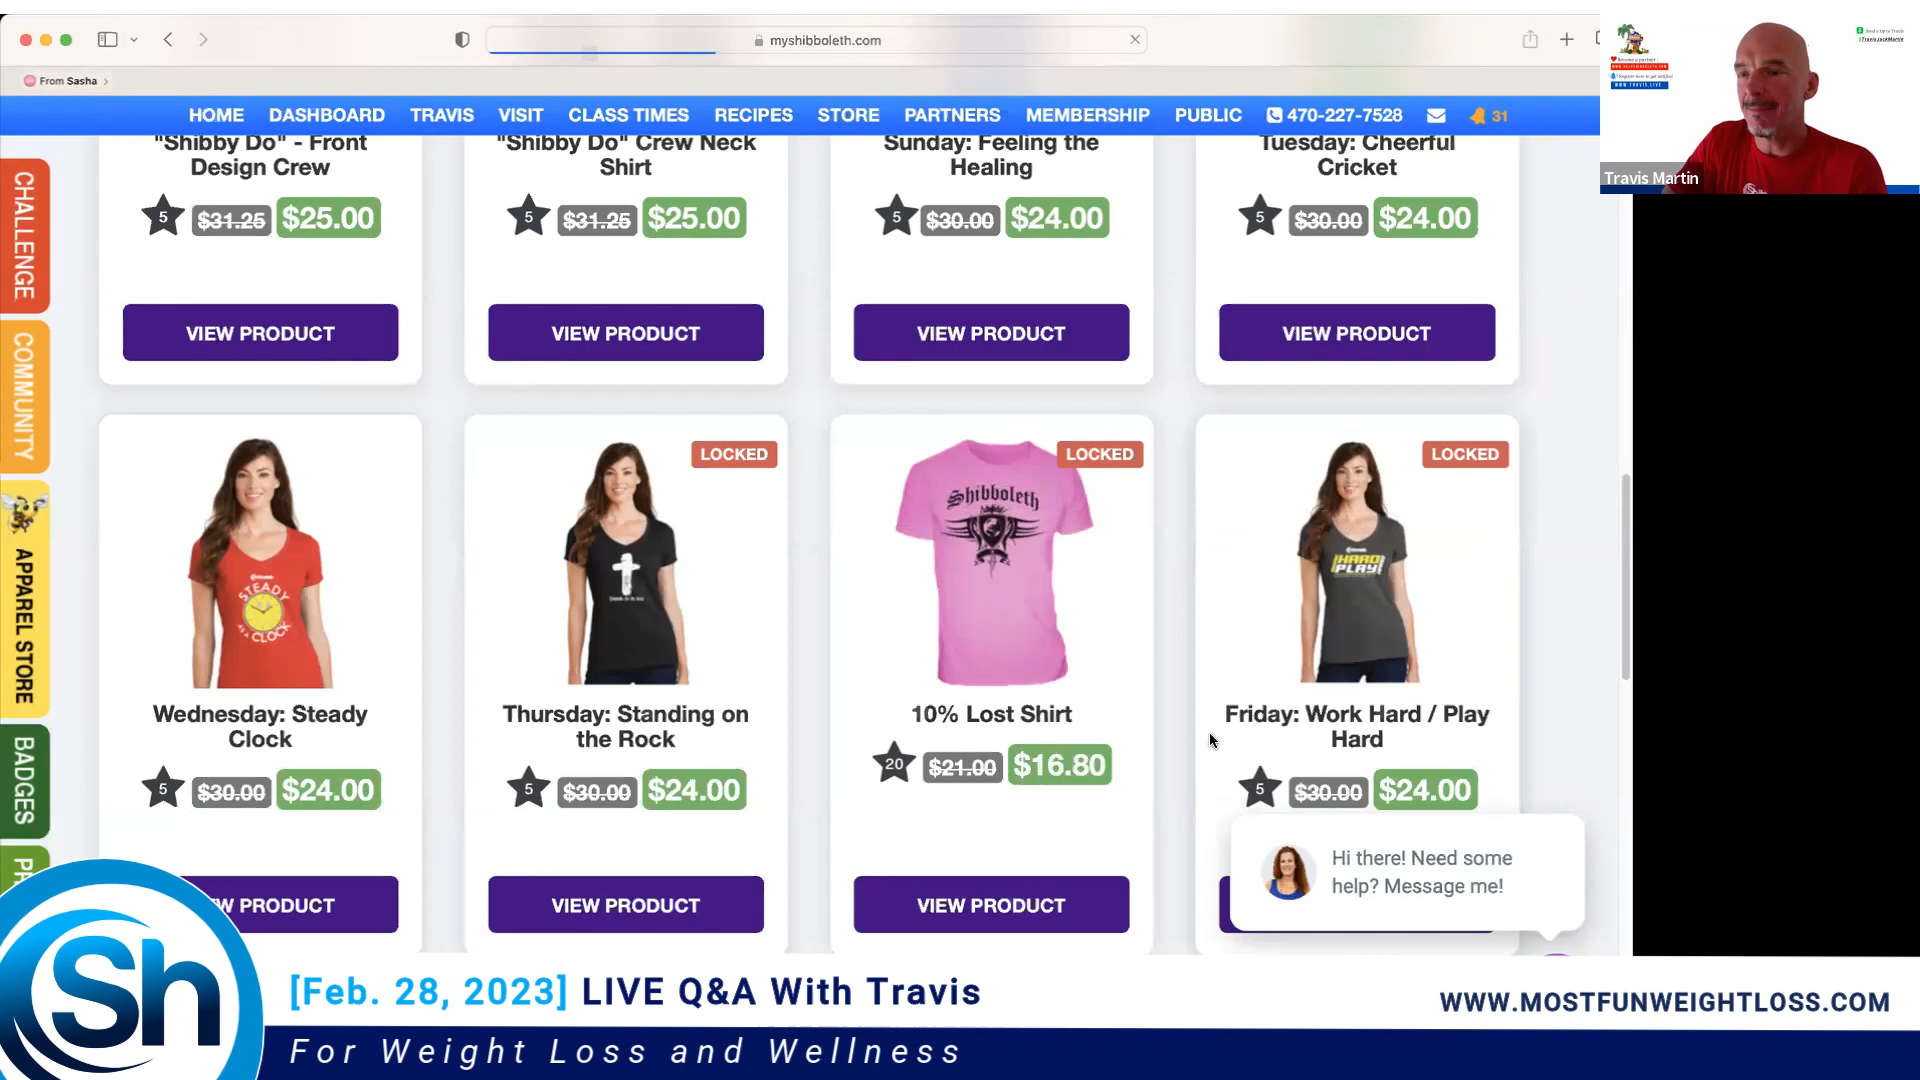 myshibboleth.com
From Sasha
HOME DASHBOARD TRAVIS VISIT CLASS TIMES RECIPES STORE PARTNERS MEMBERSHIP PUBLIC 470-227-7528 31
Travis Martin
CHALLENGE
COMMUNITY
APPAREL STORE
BADGES
"Shibby Do" - Front
Design Crew
5 $31.25 $25.00
VIEW PRODUCT
"Shibby Do" Crew Neck
Shirt
5 $31.25 $25.00
VIEW PRODUCT
Sunday: Feeling the
Healing
5 $30.00 $24.00
VIEW PRODUCT
Tuesday: Cheerful
Cricket
5 $30.00 $24.00
VIEW PRODUCT
STEADY
AS A CLOCK
Wednesday: Steady
Clock
5 $30.00 $24.00
W PRODUCT
LOCKED
Thursday: Standing on
the Rock
5 $30.00 $24.00
VIEW PRODUCT
LOCKED
Shibboleth
10% Lost Shirt
20 $21.00 $16.80
VIEW PRODUCT
LOCKED
HARD
PLAY
Friday: Work Hard / Play
Hard
5 $30.00 $24.00
Hi there! Need some
help? Message me!
Sh
[Feb. 28, 2023] LIVE Q&A With Travis
WWW.MOSTFUNWEIGHTLOSS.COM
For Weight Loss and Wellness